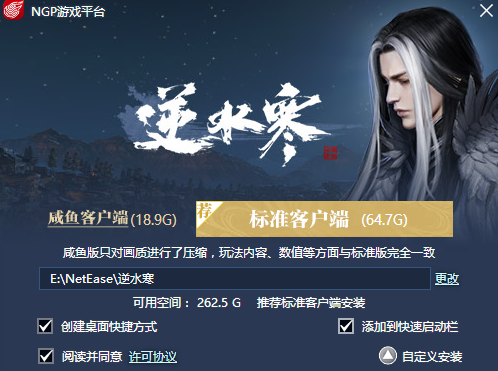 NGP游戏平台
逆水寒
咸鱼客户端(18.9G)
荐 标准客户端 (64.7G)
咸鱼版只对画质进行了压缩，玩法内容、数值等方面与标准版完全一致
E:\NetEase\逆水寒 更改
可用空间： 262.5 G 推荐标准客户端安装
创建桌面快捷方式 添加到快速启动栏
阅读并同意 许可协议 自定义安装